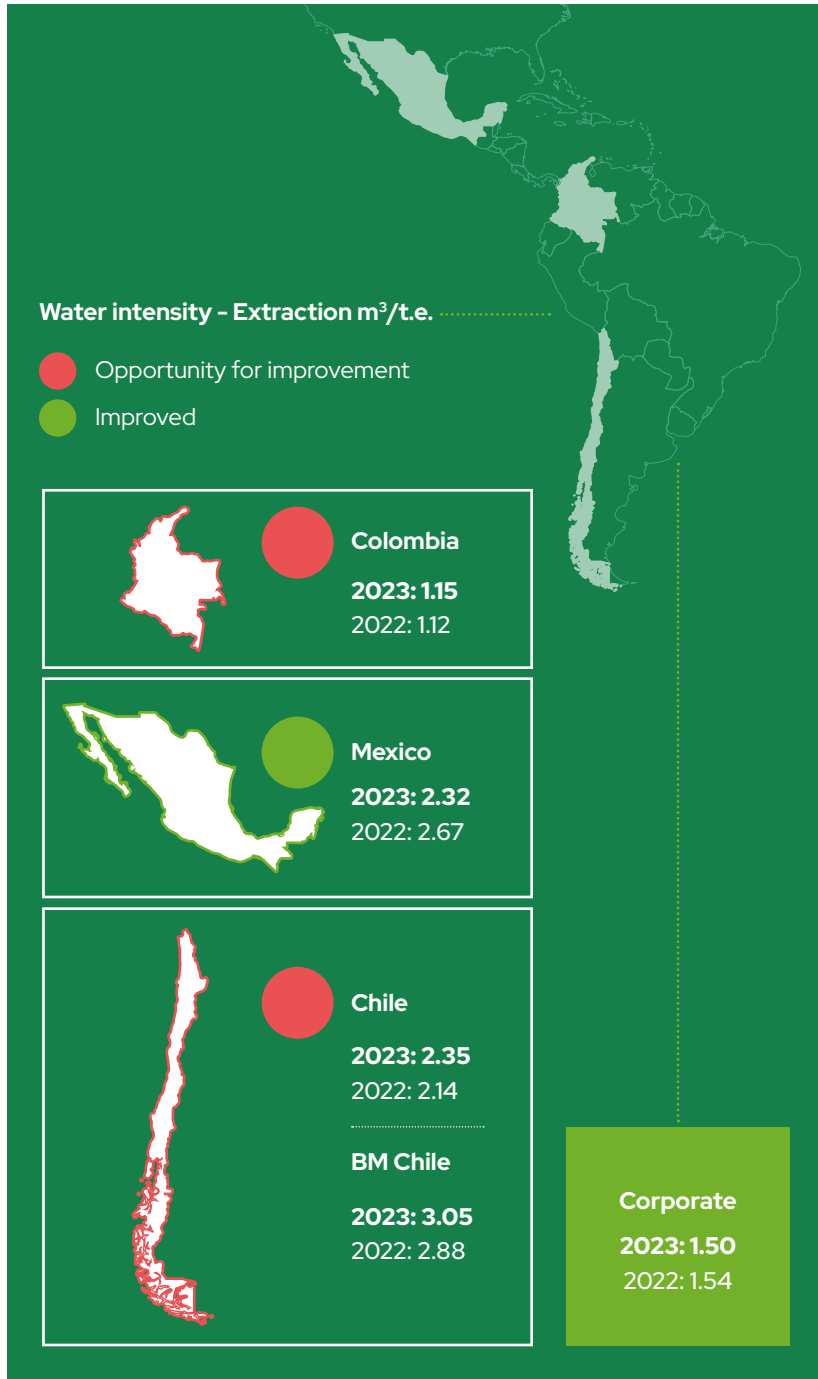 Water intensity - Extraction m³/t.e.
Opportunity for improvement
Improved
Colombia
2023: 1.15
2022: 1.12
Mexico
2023: 2.32
2022: 2.67
Chile
2023: 2.35
2022: 2.14
BM Chile
2023: 3.05
2022: 2.88
Corporate
2023: 1.50
2022: 1.54